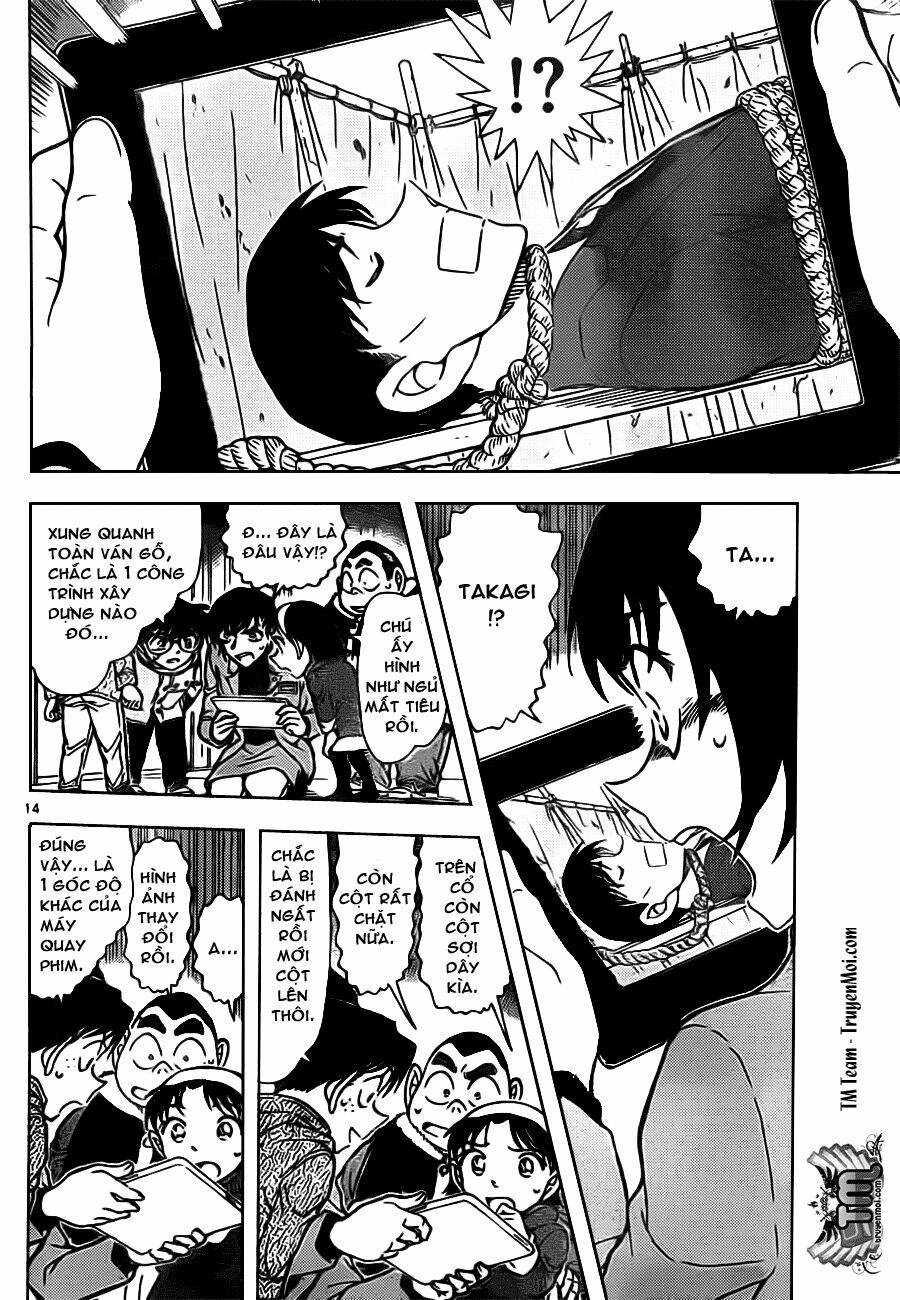 !?
TA...
TAKAGI
!?
Đ... ĐÂY LÀ
ĐÂU VẬY!?
XUNG QUANH
TOÀN VÁN GỖ,
CHẮC LÀ 1 CÔNG
TRÌNH XÂY
DỰNG NÀO
ĐÓ...
CHÚ
ẤY
HÌNH
NHƯ NGỦ
MẤT TIÊU
RỒI.
14
TRÊN
CỔ
CÒN
CỘT
SỢI
DÂY
KÌA.
CÒN
CỘT RẤT
CHẶT
NỮA.
CHẮC
LÀ BỊ
ĐÁNH
NGẤT
RỒI
MỚI
CỘT
LÊN
THÔI.
A...
HÌNH
ẢNH
THAY
ĐỔI
RỒI.
ĐÚNG
VẬY... LÀ
1 GÓC ĐỘ
KHÁC CỦA
MÁY
QUAY
PHIM.
TM Team - TruyenMoi.com
TM
truyenmoi.com